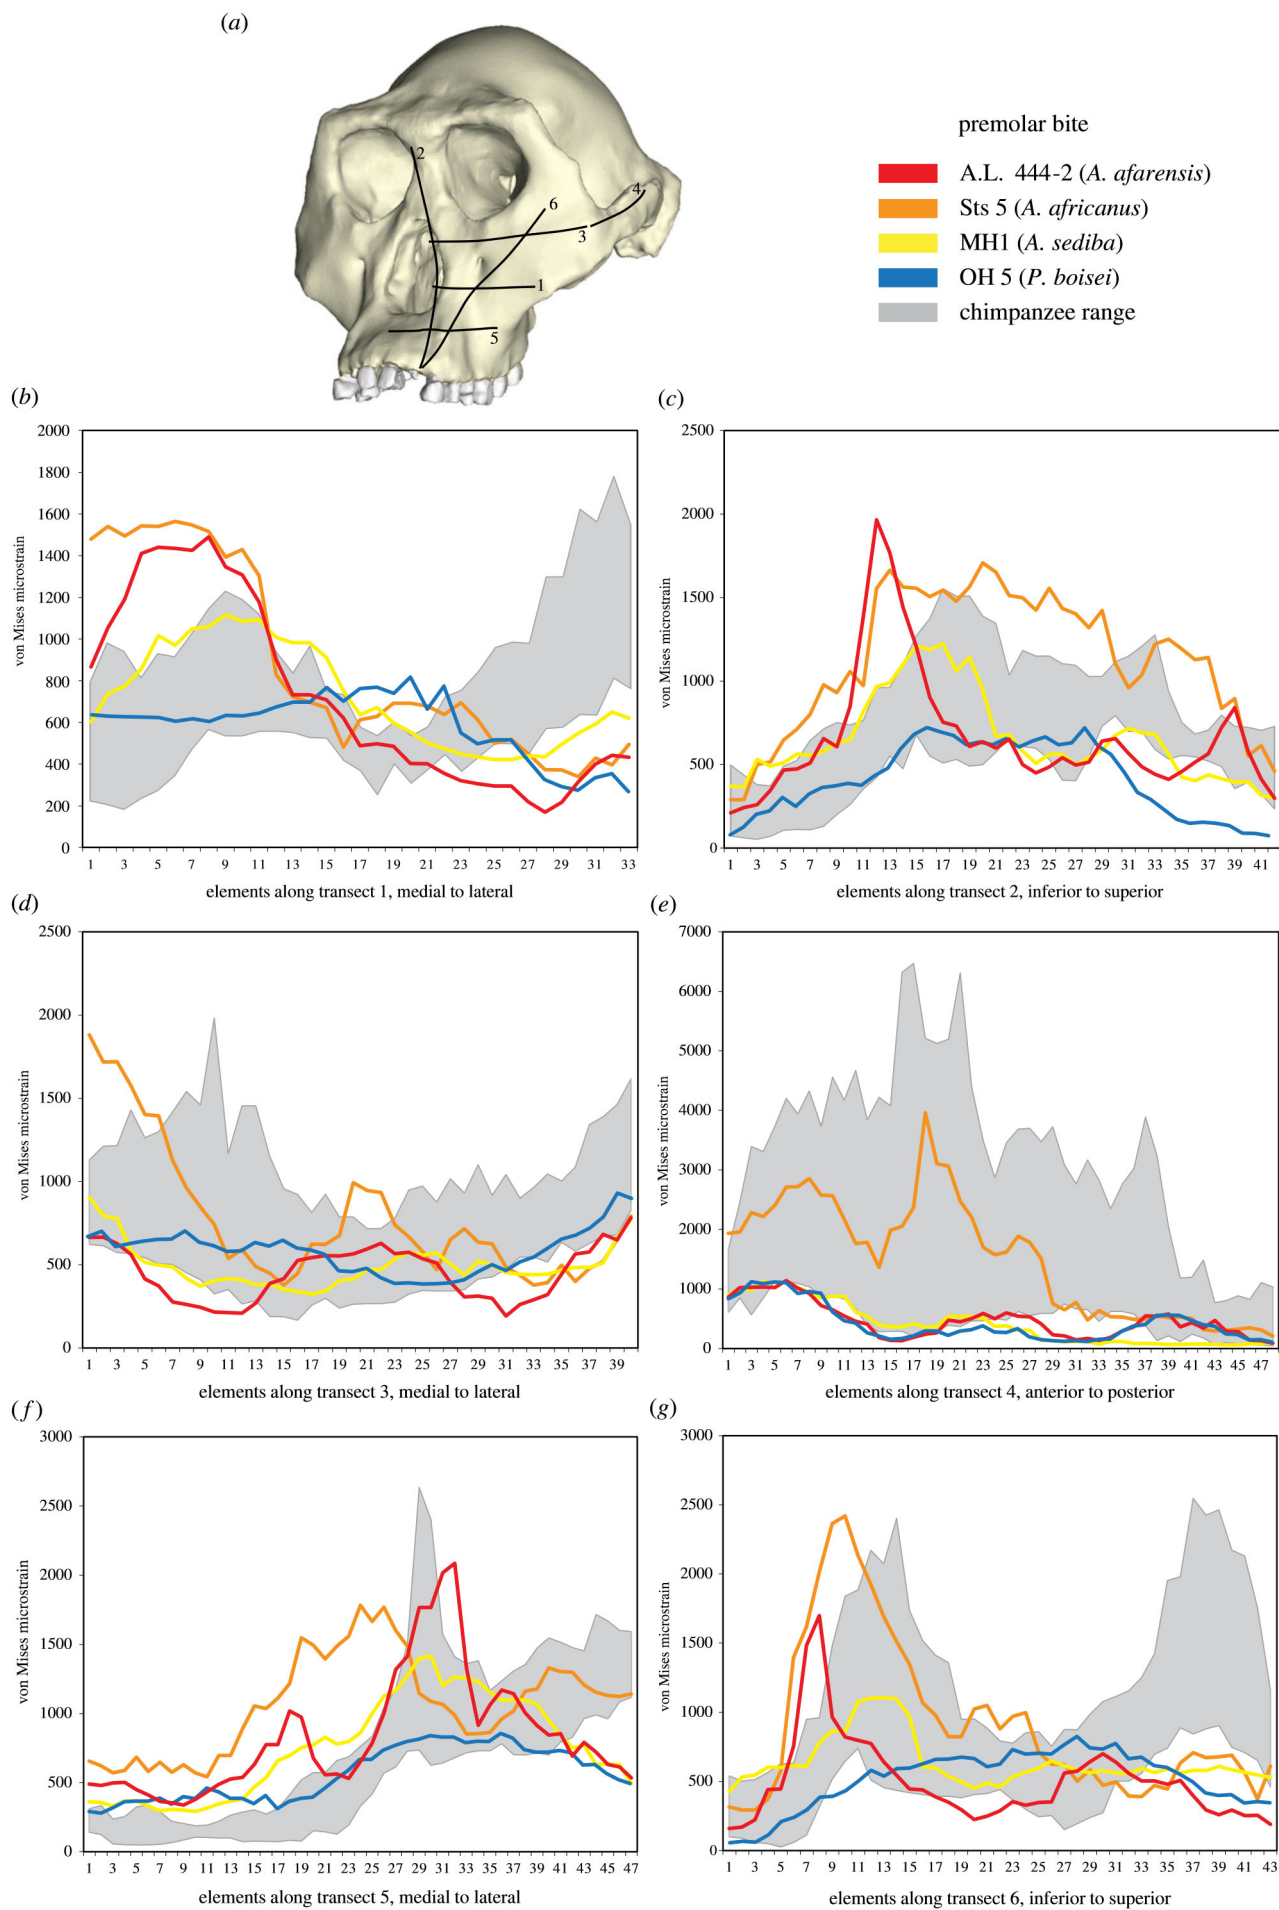 (a)
2
6
4
3
1
5
premolar bite
A.L. 444-2 (A. afarensis)
Sts 5 (A. africanus)
MH1 (A. sediba)
OH 5 (P. boisei)
chimpanzee range
(b)
von Mises microstrain
2000
1800
1600
1400
1200
1000
800
600
400
200
0
1 3 5 7 9 11 13 15 17 19 21 23 25 27 29 31 33
elements along transect 1, medial to lateral
(c)
von Mises microstrain
2500
2000
1500
1000
500
0
1 3 5 7 9 11 13 15 17 19 21 23 25 27 29 31 33 35 37 39 41
elements along transect 2, inferior to superior
(d)
von Mises microstrain
2500
2000
1500
1000
500
0
1 3 5 7 9 11 13 15 17 19 21 23 25 27 29 31 33 35 37 39
elements along transect 3, medial to lateral
(e)
von Mises microstrain
7000
6000
5000
4000
3000
2000
1000
0
1 3 5 7 9 11 13 15 17 19 21 23 25 27 29 31 33 35 37 39 41 43 45 47
elements along transect 4, anterior to posterior
(f)
von Mises microstrain
3000
2500
2000
1500
1000
500
0
1 3 5 7 9 11 13 15 17 19 21 23 25 27 29 31 33 35 37 39 41 43 45 47
elements along transect 5, medial to lateral
(g)
von Mises microstrain
3000
2500
2000
1500
1000
500
0
1 3 5 7 9 11 13 15 17 19 21 23 25 27 29 31 33 35 37 39 41 43
elements along transect 6, inferior to superior